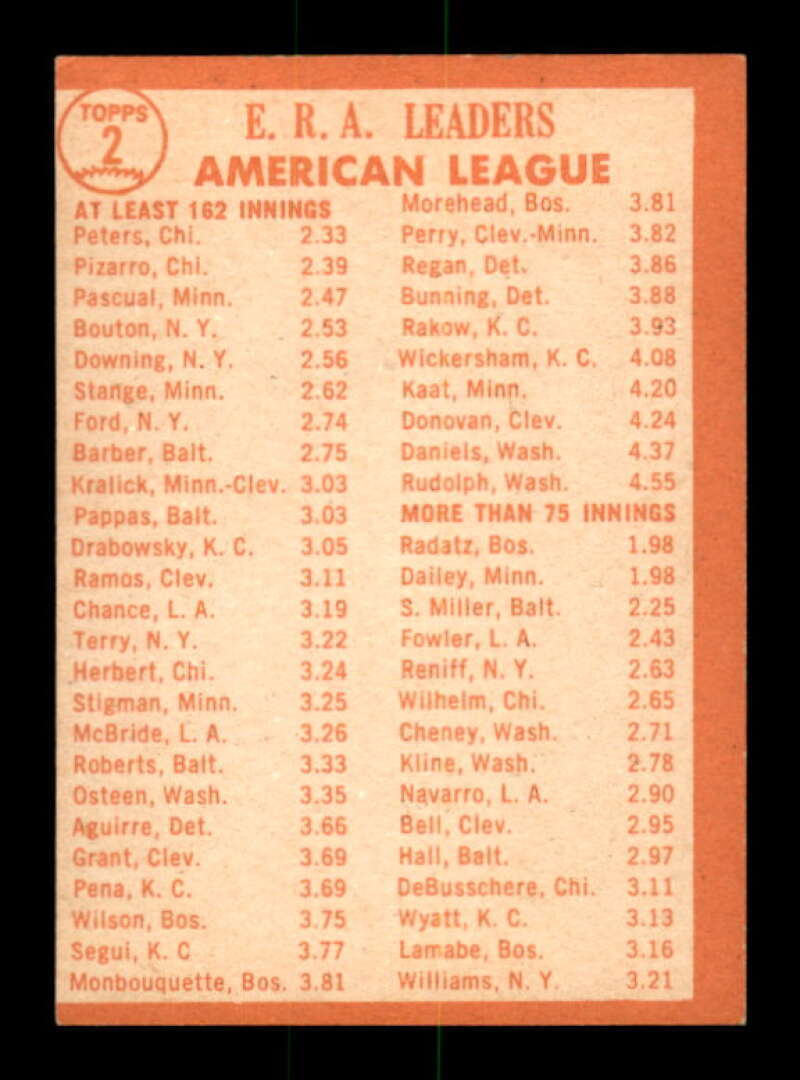 TOPPS
2
E. R. A. LEADERS
AMERICAN LEAGUE
AT LEAST 162 INNINGS
Peters, Chi. 2.33
Pizarro, Chi. 2.39
Pascual, Minn. 2.47
Bouton, N. Y. 2.53
Downing, N. Y. 2.56
Stange, Minn. 2.62
Ford, N. Y. 2.74
Barber, Balt. 2.75
Kralick, Minn.-Clev. 3.03
Pappas, Balt. 3.03
Drabowsky, K. C. 3.05
Ramos, Clev. 3.11
Chance, L. A. 3.19
Terry, N. Y. 3.22
Herbert, Chi. 3.24
Stigman, Minn. 3.25
McBride, L. A. 3.26
Roberts, Balt. 3.33
Osteen, Wash. 3.35
Aguirre, Det. 3.66
Grant, Clev. 3.69
Pena, K. C. 3.69
Wilson, Bos. 3.75
Segui, K. C 3.77
Monbouquette, Bos. 3.81
Morehead, Bos. 3.81
Perry, Clev.-Minn. 3.82
Regan, Det. 3.86
Bunning, Det. 3.88
Rakow, K. C. 3.93
Wickersham, K. C. 4.08
Kaat, Minn. 4.20
Donovan, Clev. 4.24
Daniels, Wash. 4.37
Rudolph, Wash. 4.55
MORE THAN 75 INNINGS
Radatz, Bos. 1.98
Dailey, Minn. 1.98
S. Miller, Balt. 2.25
Fowler, L. A. 2.43
Reniff, N. Y. 2.63
Wilhelm, Chi. 2.65
Cheney, Wash. 2.71
Kline, Wash. 2.78
Navarro, L. A. 2.90
Bell, Clev. 2.95
Hall, Balt. 2.97
DeBusschere, Chi. 3.11
Wyatt, K. C. 3.13
Lamabe, Bos. 3.16
Williams, N. Y. 3.21